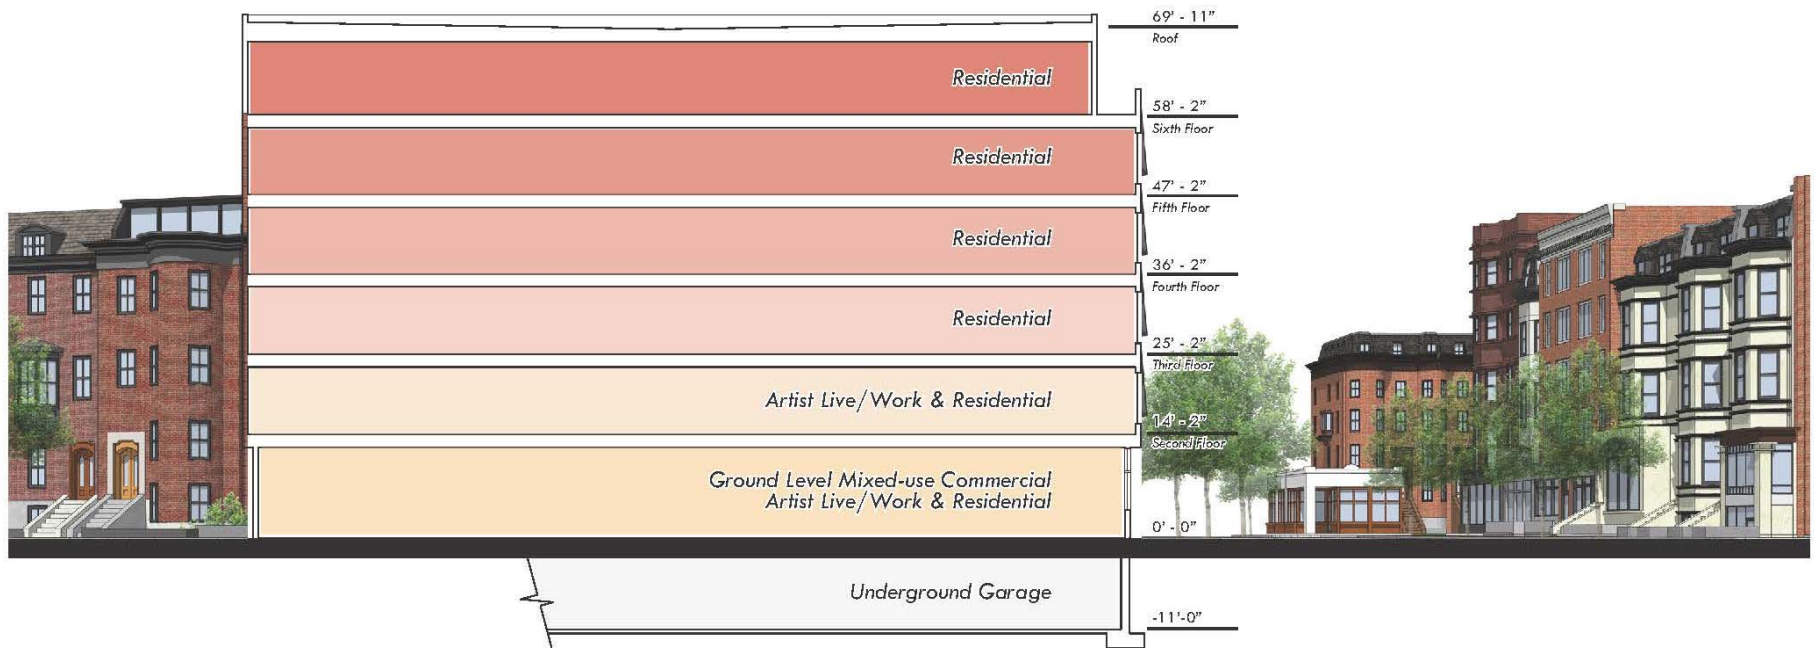 69' - 11"
Roof
Residential
58' - 2"
Sixth Floor
Residential
47' - 2"
Fifth Floor
Residential
36' - 2"
Fourth Floor
Residential
25' - 2"
Third Floor
Artist Live/Work & Residential
14' - 2"
Second Floor
Ground Level Mixed-use Commercial
Artist Live/Work & Residential
0' - 0"
Underground Garage
-11'-0"